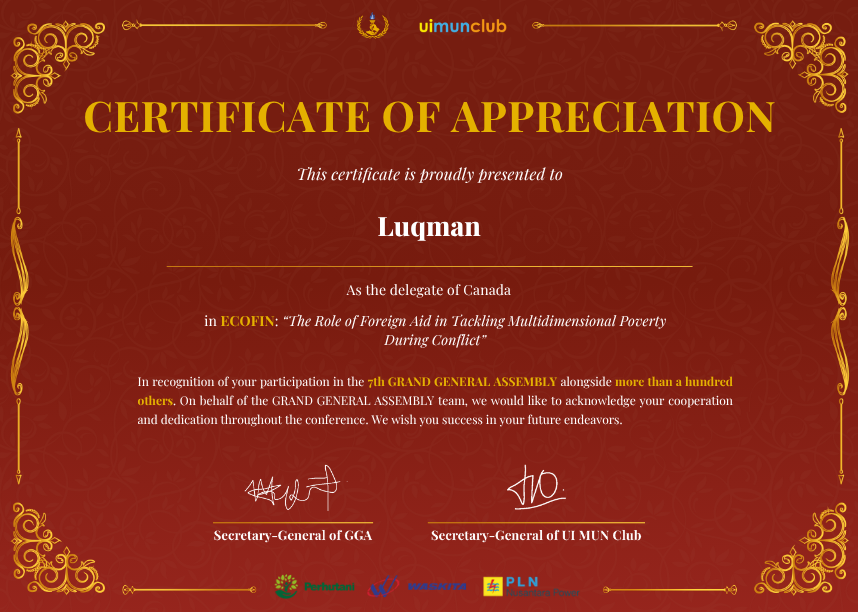 uimunclub
CERTIFICATE OF APPRECIATION
This certificate is proudly presented to
Luqman
As the delegate of Canada
in ECOFIN: “The Role of Foreign Aid in Tackling Multidimensional Poverty
During Conflict”
In recognition of your participation in the 7th GRAND GENERAL ASSEMBLY alongside more than a hundred
others. On behalf of the GRAND GENERAL ASSEMBLY team, we would like to acknowledge your cooperation
and dedication throughout the conference. We wish you success in your future endeavors.
Secretary-General of GGA
Secretary-General of UI MUN Club
PLN